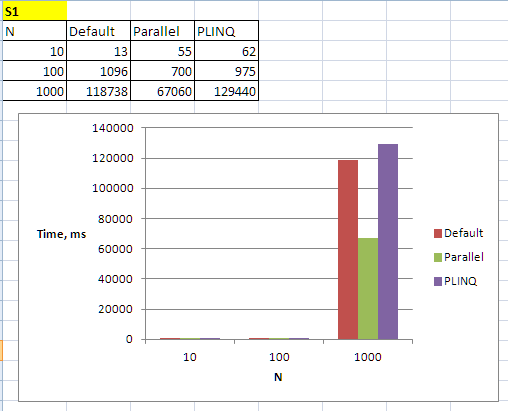 S1
N Default Parallel PLINQ
10 13 55 62
100 1096 700 975
1000 118738 67060 129440
140000
120000
100000
80000
60000
40000
20000
0
Time, ms
10 100 1000
N
Default
Parallel
PLINQ